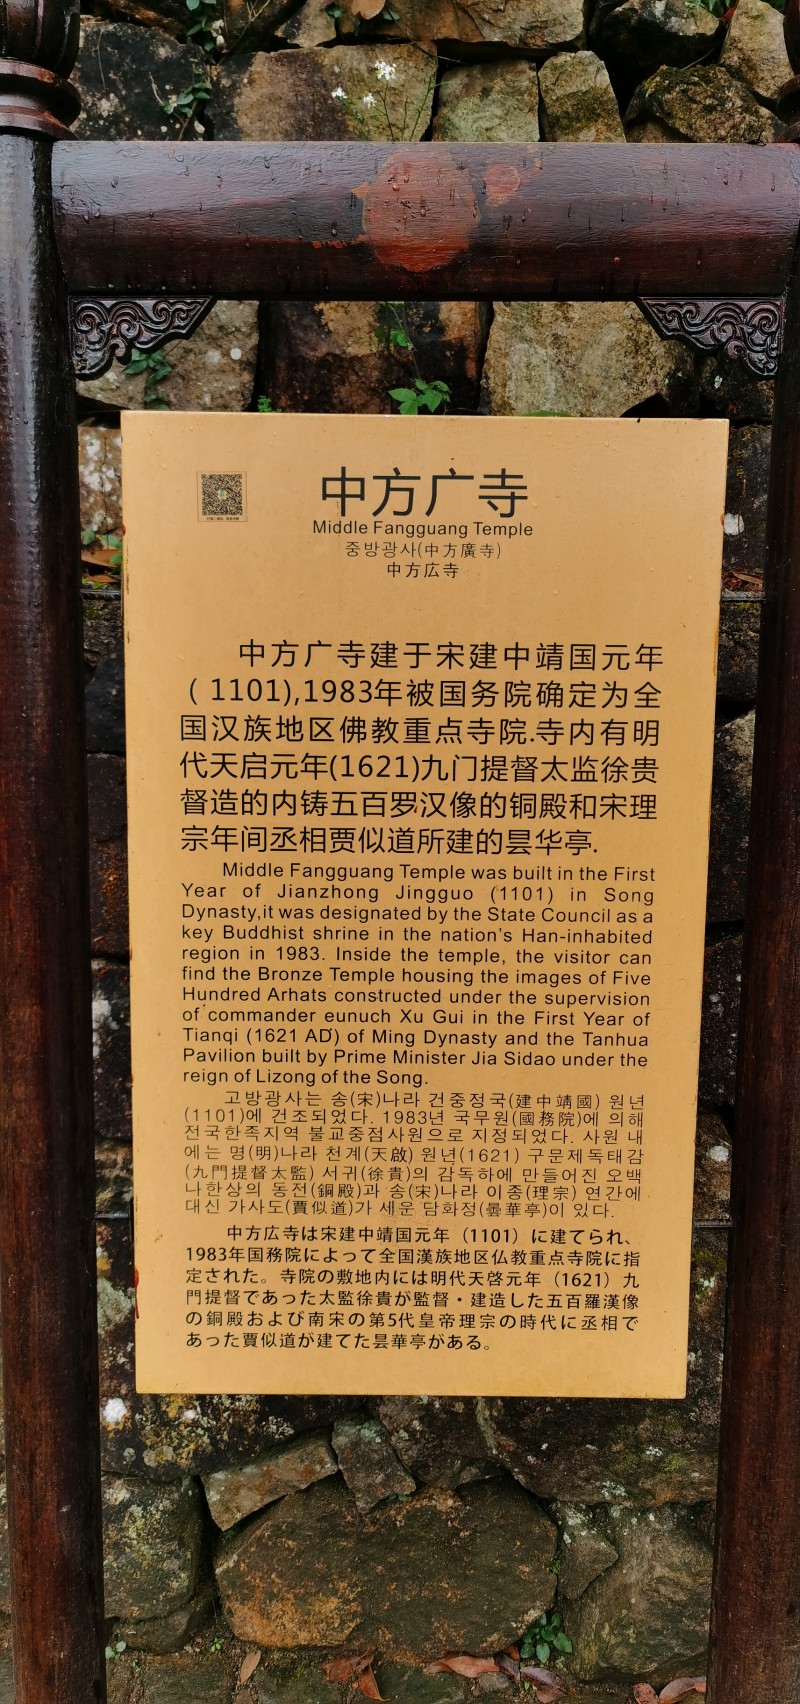 中方广寺
Middle Fangguang Temple
중방광사(中方廣寺)
中方広寺
中方广寺建于宋建中靖国元年
(1101),1983年被国务院确定为全
国汉族地区佛教重点寺院.寺内有明
代天启元年(1621)九门提督太监徐贵
督造的内铸五百罗汉像的铜殿和宋理
宗年间丞相贾似道所建的昙华亭.
Middle Fangguang Temple was built in the First
Year of Jianzhong Jingguo (1101) in Song
Dynasty,it was designated by the State Council as a
key Buddhist shrine in the nation's Han-inhabited
region in 1983. Inside the temple, the visitor can
find the Bronze Temple housing the images of Five
Hundred Arhats constructed under the supervision
of commander eunuch Xu Gui in the First Year of
Tianqi (1621 AD) of Ming Dynasty and the Tanhua
Pavilion built by Prime Minister Jia Sidao under the
reign of Lizong of the Song.
고방광사는 송(宋)나라 건중정국(建中靖國) 원년
(1101)에 건조되었다. 1983년 국무원(國務院)에 의해
전국한족지역 불교중점사원으로 지정되었다. 사원 내
에는 명(明)나라 천계(天啟) 원년(1621) 구문제독태감
(九門提督太監) 서귀(徐貴)의 감독하에 만들어진 오백
나한상의 동전(銅殿)과 송(宋)나라 이종(理宗) 연간에
대신 가사도(賈似道)가 세운 담화정(曇華亭)이 있다.
中方広寺は宋建中靖国元年（1101）に建てられ、
1983年国務院によって全国漢族地区仏教重点寺院に指
定された。寺院の敷地内には明代天啓元年（1621）九
門提督であった太監徐貴が監督・建造した五百羅漢像
の銅殿および南宋の第5代皇帝理宗の時代に丞相で
あった賈似道が建てた曇華亭がある。